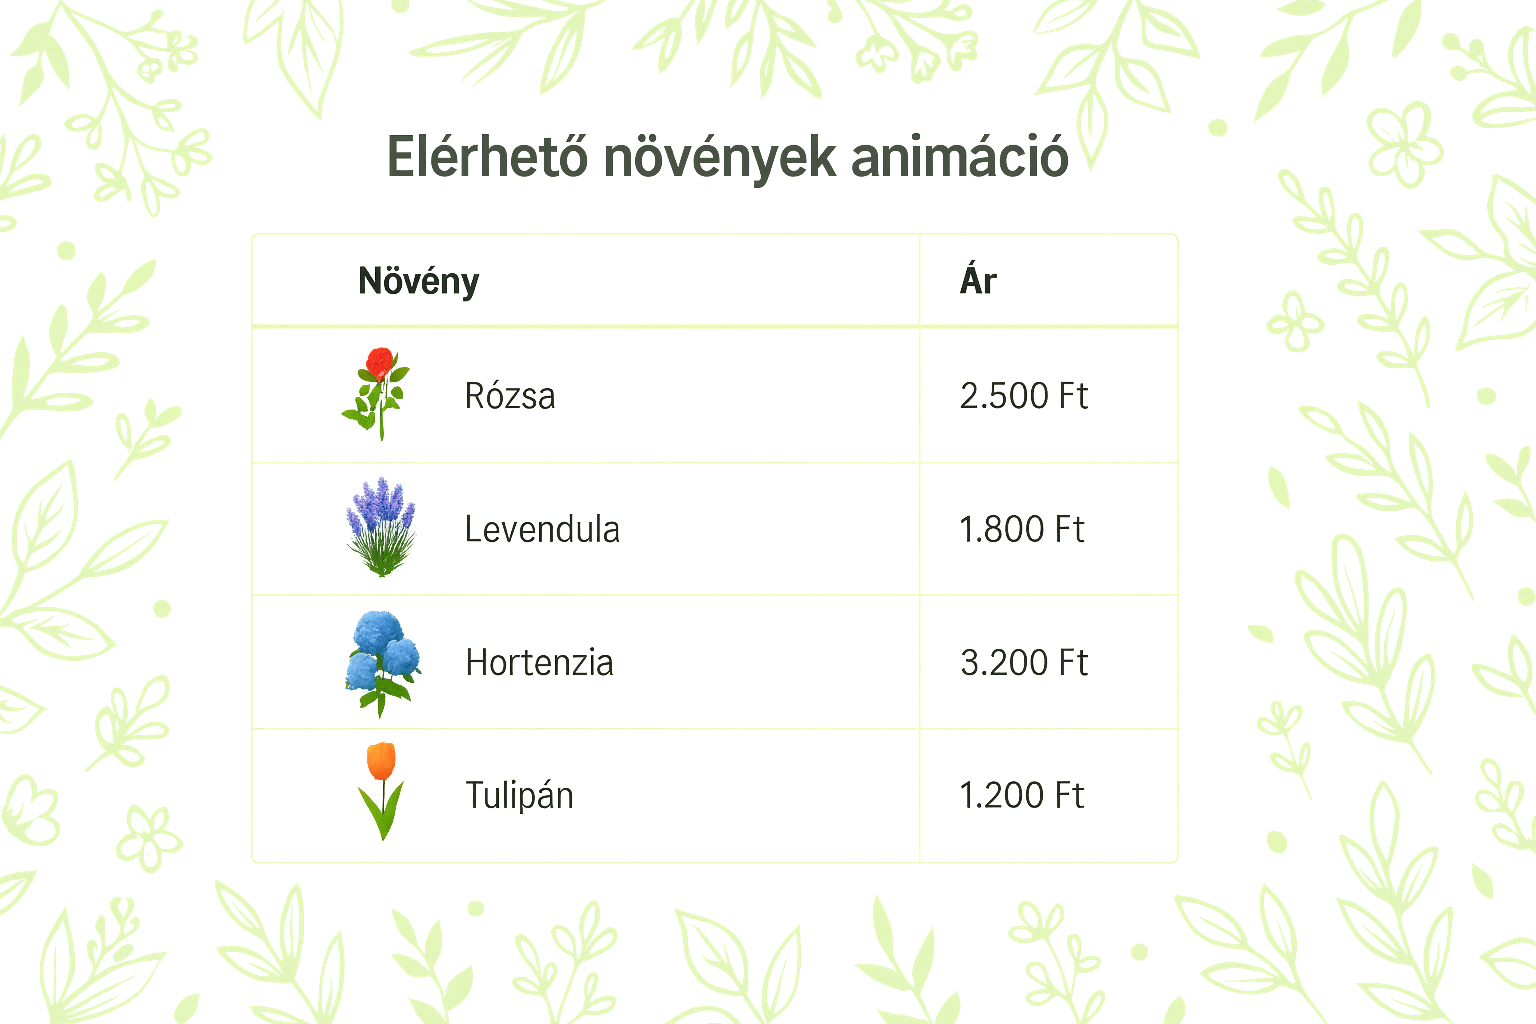 Elérhető növények animáció
Növény Ár
Rózsa 2.500 Ft
Levendula 1.800 Ft
Hortenzia 3.200 Ft
Tulipán 1.200 Ft